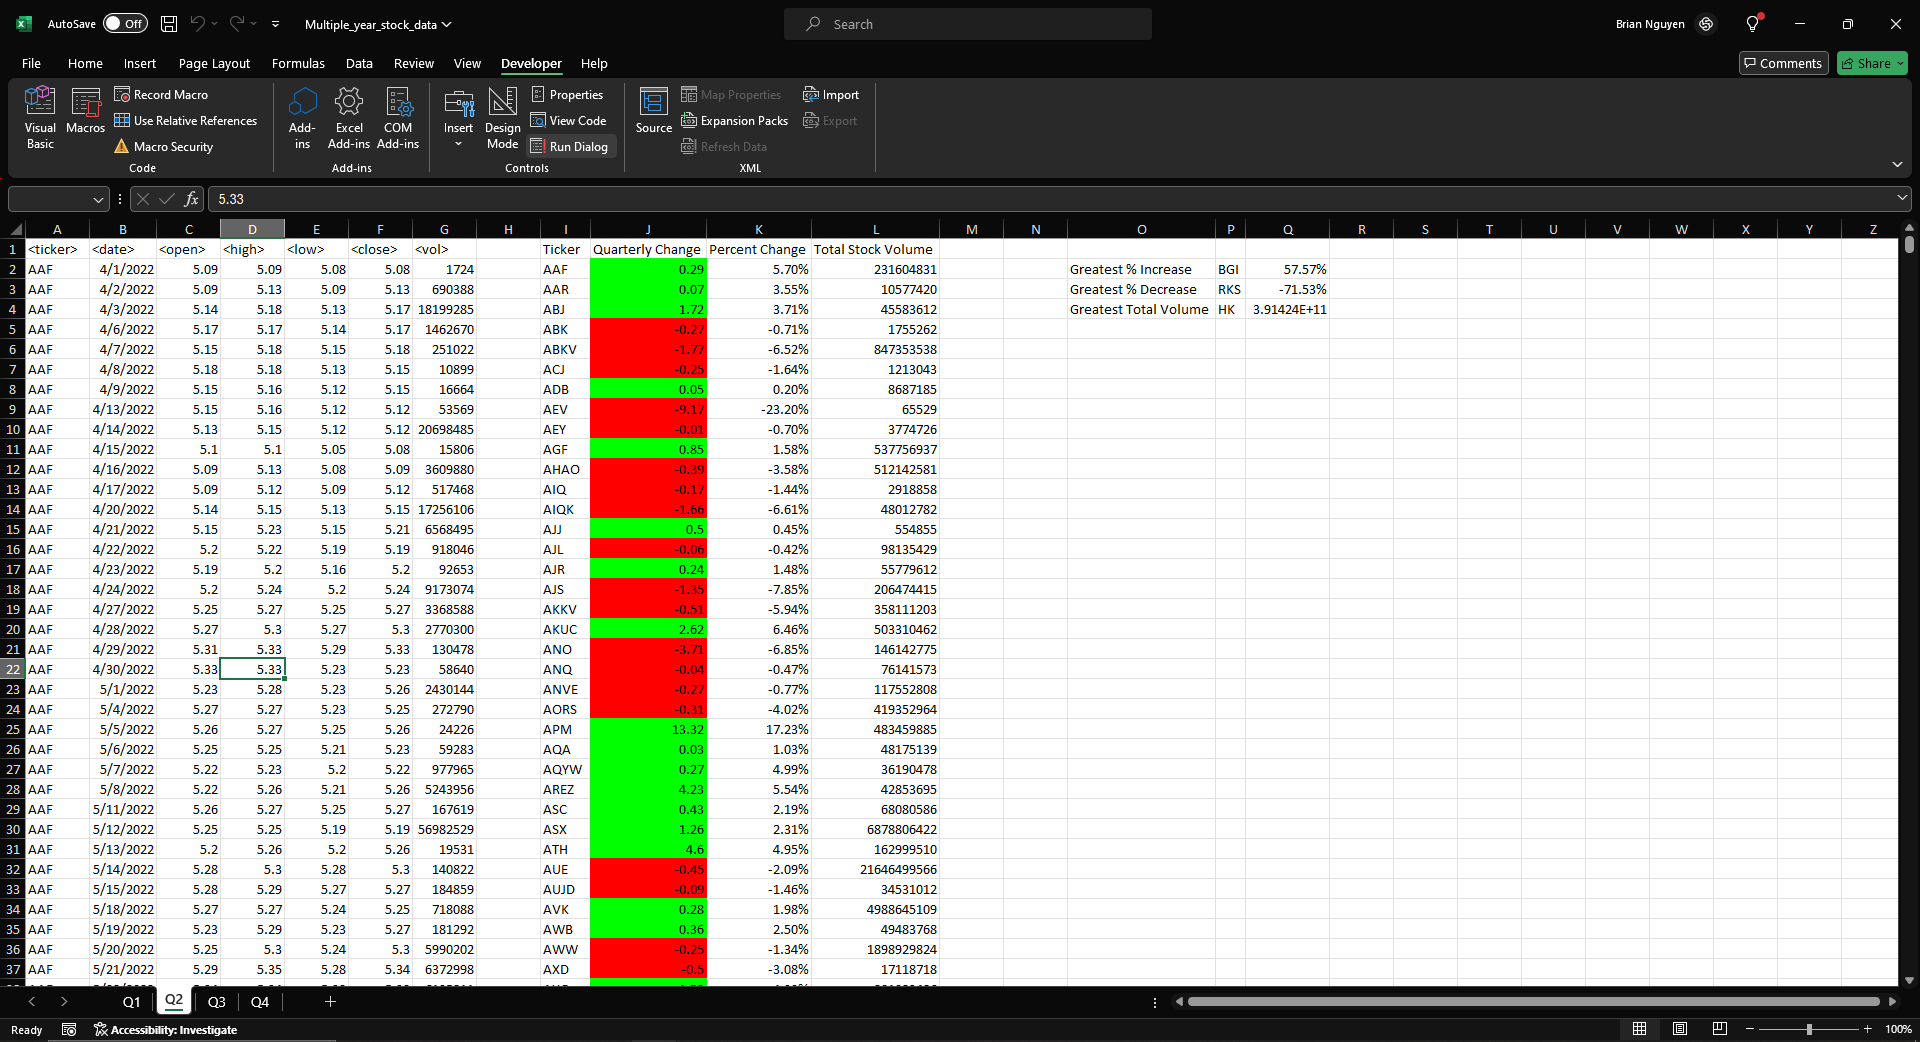 AutoSave Off Multiple_year_stock_data Search Brian Nguyen
File Home Insert Page Layout Formulas Data Review View Developer Help Comments Share
Visual Basic
Macros
Record Macro
Use Relative References
Macro Security
Code
Add-ins
Excel Add-ins
COM Add-ins
Add-ins
Insert
Design Mode
Properties
View Code
Run Dialog
Controls
Source
Map Properties
Expansion Packs
Refresh Data
Import
Export
XML
fx 5.33
A B C D E F G H I J K L M N O P Q R S T U V W X Y Z
1 <ticker> <date> <open> <high> <low> <close> <vol> Ticker Quarterly Change Percent Change Total Stock Volume
2 AAF 4/1/2022 5.09 5.09 5.08 5.08 1724 AAF 0.29 5.70% 231604831 Greatest % Increase BGI 57.57%
3 AAF 4/2/2022 5.09 5.13 5.09 5.13 690388 AAR 0.07 3.55% 10577420 Greatest % Decrease RKS -71.53%
4 AAF 4/3/2022 5.14 5.18 5.13 5.17 18199285 ABJ 1.72 3.71% 45583612 Greatest Total Volume HK 3.91424E+11
5 AAF 4/6/2022 5.17 5.17 5.14 5.17 1462670 ABK -0.27 -0.71% 1755262
6 AAF 4/7/2022 5.15 5.18 5.15 5.18 251022 ABKV -1.77 -6.52% 847353538
7 AAF 4/8/2022 5.18 5.18 5.13 5.15 10899 ACJ -0.25 -1.64% 1213043
8 AAF 4/9/2022 5.15 5.16 5.12 5.15 16664 ADB 0.05 0.20% 8687185
9 AAF 4/13/2022 5.15 5.16 5.12 5.12 53569 AEV -9.17 -23.20% 65529
10 AAF 4/14/2022 5.13 5.15 5.12 5.12 20698485 AEY -0.01 -0.70% 3774726
11 AAF 4/15/2022 5.1 5.1 5.05 5.08 15806 AGF 0.85 1.58% 537756937
12 AAF 4/16/2022 5.09 5.13 5.08 5.09 3609880 AHAO -0.39 -3.58% 512142581
13 AAF 4/17/2022 5.09 5.12 5.09 5.12 517468 AIQ -0.17 -1.44% 2918858
14 AAF 4/20/2022 5.14 5.15 5.13 5.15 17256106 AIQK -1.66 -6.61% 48012782
15 AAF 4/21/2022 5.15 5.23 5.15 5.21 6568495 AJJ 0.5 0.45% 554855
16 AAF 4/22/2022 5.2 5.22 5.19 5.19 918046 AJL -0.06 -0.42% 98135429
17 AAF 4/23/2022 5.19 5.2 5.16 5.2 92653 AJR 0.24 1.48% 55779612
18 AAF 4/24/2022 5.2 5.24 5.2 5.24 9173074 AJS -1.35 -7.85% 206474415
19 AAF 4/27/2022 5.25 5.27 5.25 5.27 3368588 AKKV -0.51 -5.94% 358111203
20 AAF 4/28/2022 5.27 5.3 5.27 5.3 2770300 AKUC 2.62 6.46% 503310462
21 AAF 4/29/2022 5.31 5.33 5.29 5.33 130478 ANO -3.71 -6.85% 146142775
22 AAF 4/30/2022 5.33 5.33 5.23 5.23 58640 ANQ -0.04 -0.47% 76141573
23 AAF 5/1/2022 5.23 5.28 5.23 5.26 2430144 ANVE -0.27 -0.77% 117552808
24 AAF 5/4/2022 5.27 5.27 5.23 5.25 272790 AORS -0.31 -4.02% 419352964
25 AAF 5/5/2022 5.26 5.27 5.25 5.26 24226 APM 13.32 17.23% 483459885
26 AAF 5/6/2022 5.25 5.25 5.21 5.23 59283 AQA 0.03 1.03% 48175139
27 AAF 5/7/2022 5.22 5.23 5.2 5.22 977965 AQYW 0.27 4.99% 36190478
28 AAF 5/8/2022 5.22 5.26 5.21 5.26 5243956 AREZ 4.23 5.54% 42853695
29 AAF 5/11/2022 5.26 5.27 5.25 5.27 167619 ASC 0.43 2.19% 68080586
30 AAF 5/12/2022 5.25 5.25 5.19 5.19 56982529 ASX 1.26 2.31% 6878806422
31 AAF 5/13/2022 5.2 5.26 5.2 5.26 19531 ATH 4.6 4.95% 162999510
32 AAF 5/14/2022 5.28 5.3 5.28 5.3 140822 AUE -0.45 -2.09% 21646499566
33 AAF 5/15/2022 5.28 5.29 5.27 5.27 184859 AUJD -0.09 -1.46% 34531012
34 AAF 5/18/2022 5.27 5.27 5.24 5.25 718088 AVK 0.28 1.98% 4988645109
35 AAF 5/19/2022 5.23 5.29 5.23 5.27 181292 AWB 0.36 2.50% 49483768
36 AAF 5/20/2022 5.25 5.3 5.24 5.3 5990202 AWW -0.25 -1.34% 1898929824
37 AAF 5/21/2022 5.29 5.35 5.28 5.34 6372998 AXD -0.5 -3.08% 17118718
Q1 Q2 Q3 Q4
Ready Accessibility: Investigate 100%